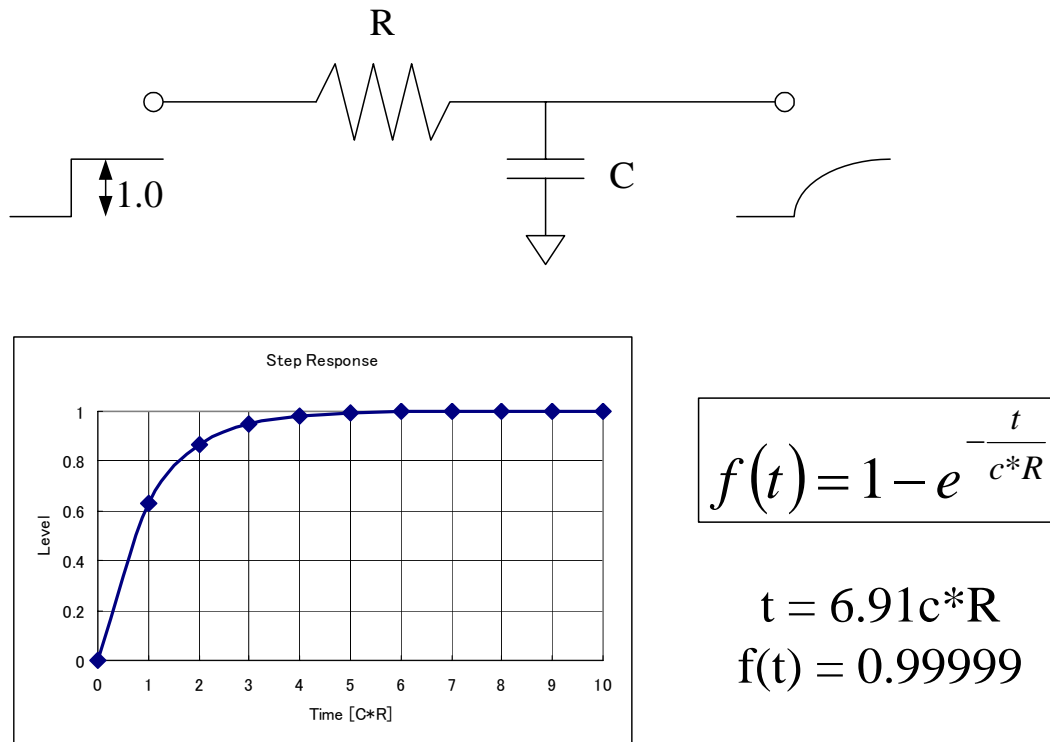 R
1.0
C
Step Response
Level
1
0.8
0.6
0.4
0.2
0
0 1 2 3 4 5 6 7 8 9 10
Time [C*R]
f(t) = 1 − e^{−\frac{t}{c*R}}
t = 6.91c*R
f(t) = 0.99999